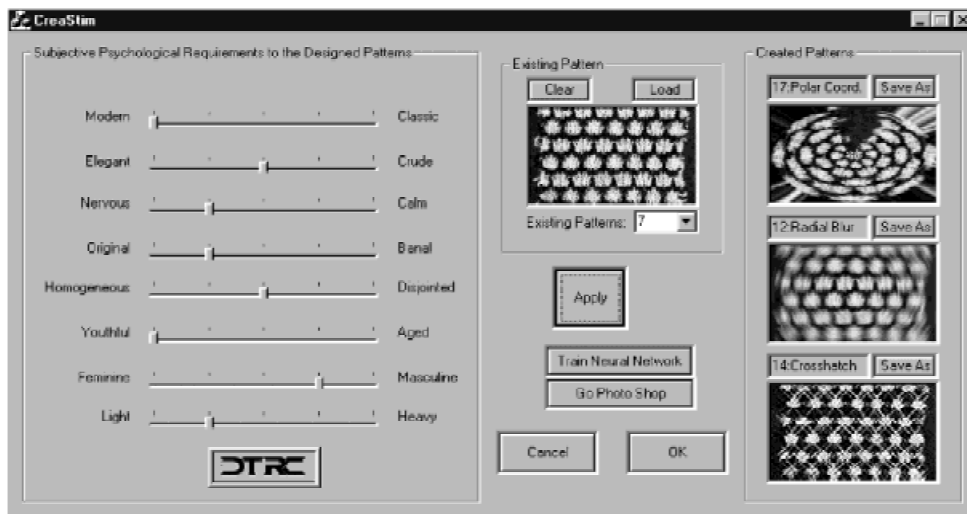 CreaStim
Subjective Psychological Requirements to the Designed Patterns
Modern Classic
Elegant Crude
Nervous Calm
Original Banal
Homogeneous Disjointed
Youthful Aged
Feminine Masculine
Light Heavy
DTRC
Existing Pattern
Clear Load
Existing Patterns: 7
Apply
Train Neural Network
Go Photo Shop
Cancel OK
Created Patterns
17:Polar Coord. Save As
12:Radial Blur Save As
14:Crosshatch Save As